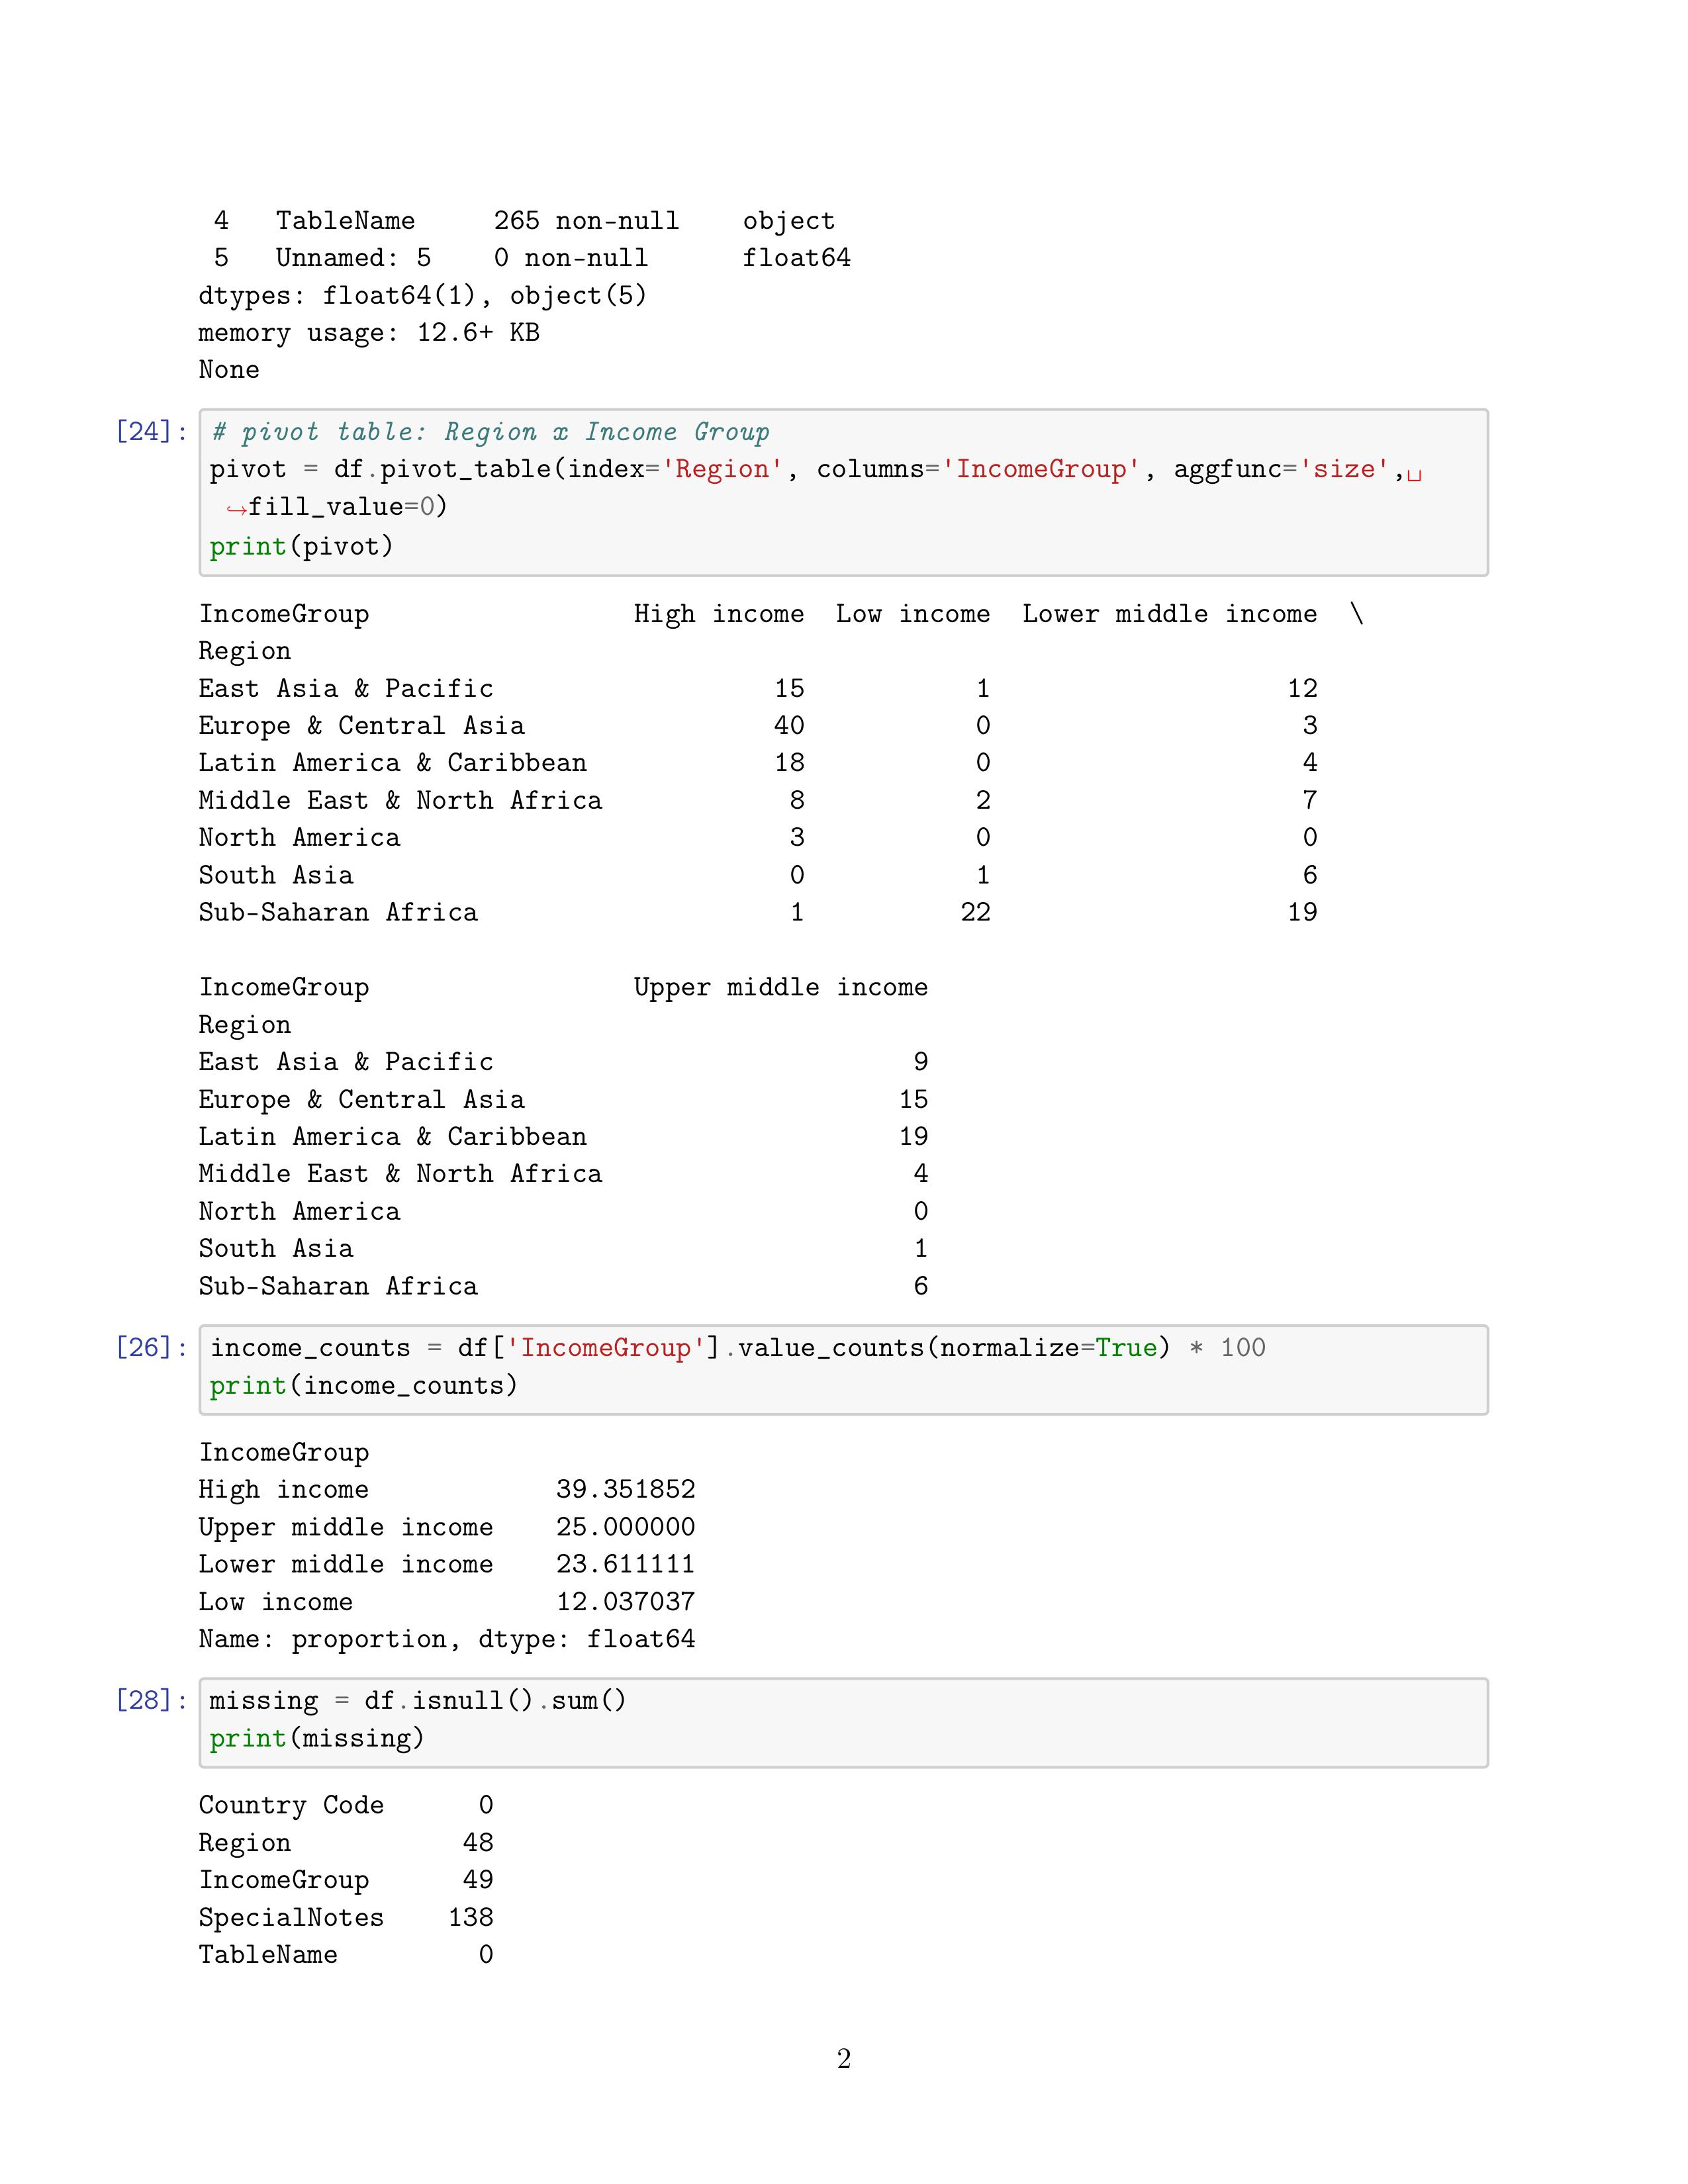 4   TableName     265 non-null    object
5   Unnamed: 5    0 non-null      float64
dtypes: float64(1), object(5)
memory usage: 12.6+ KB
None
[24]: # pivot table: Region x Income Group
pivot = df.pivot_table(index='Region', columns='IncomeGroup', aggfunc='size',␣
↪fill_value=0)
print(pivot)
IncomeGroup                 High income  Low income  Lower middle income  \
Region
East Asia & Pacific                  15           1                   12
Europe & Central Asia                40           0                    3
Latin America & Caribbean            18           0                    4
Middle East & North Africa            8           2                    7
North America                         3           0                    0
South Asia                            0           1                    6
Sub-Saharan Africa                    1          22                   19
IncomeGroup                 Upper middle income
Region
East Asia & Pacific                           9
Europe & Central Asia                        15
Latin America & Caribbean                    19
Middle East & North Africa                    4
North America                                 0
South Asia                                    1
Sub-Saharan Africa                            6
[26]: income_counts = df['IncomeGroup'].value_counts(normalize=True) * 100
print(income_counts)
IncomeGroup
High income            39.351852
Upper middle income    25.000000
Lower middle income    23.611111
Low income             12.037037
Name: proportion, dtype: float64
[28]: missing = df.isnull().sum()
print(missing)
Country Code      0
Region           48
IncomeGroup      49
SpecialNotes    138
TableName         0
2